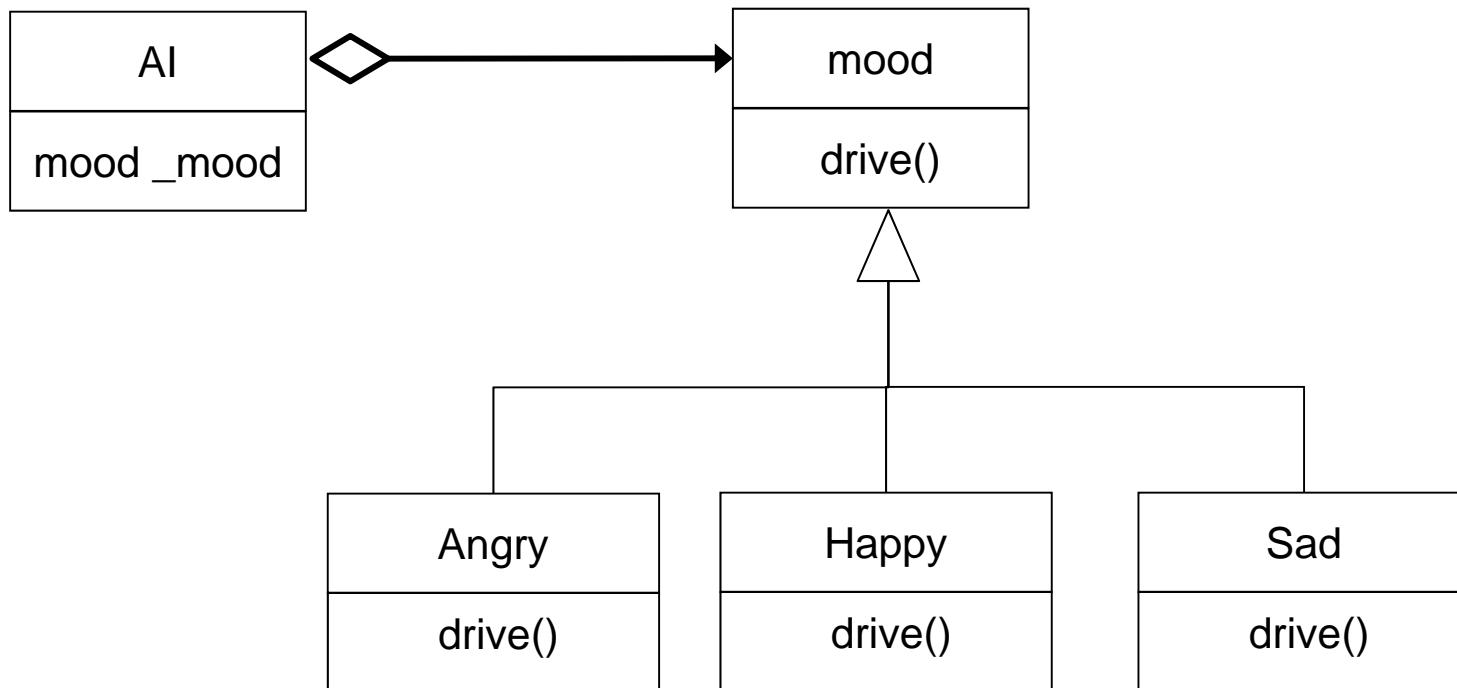 AI
mood _mood
mood
drive()
Angry
drive()
Happy
drive()
Sad
drive()